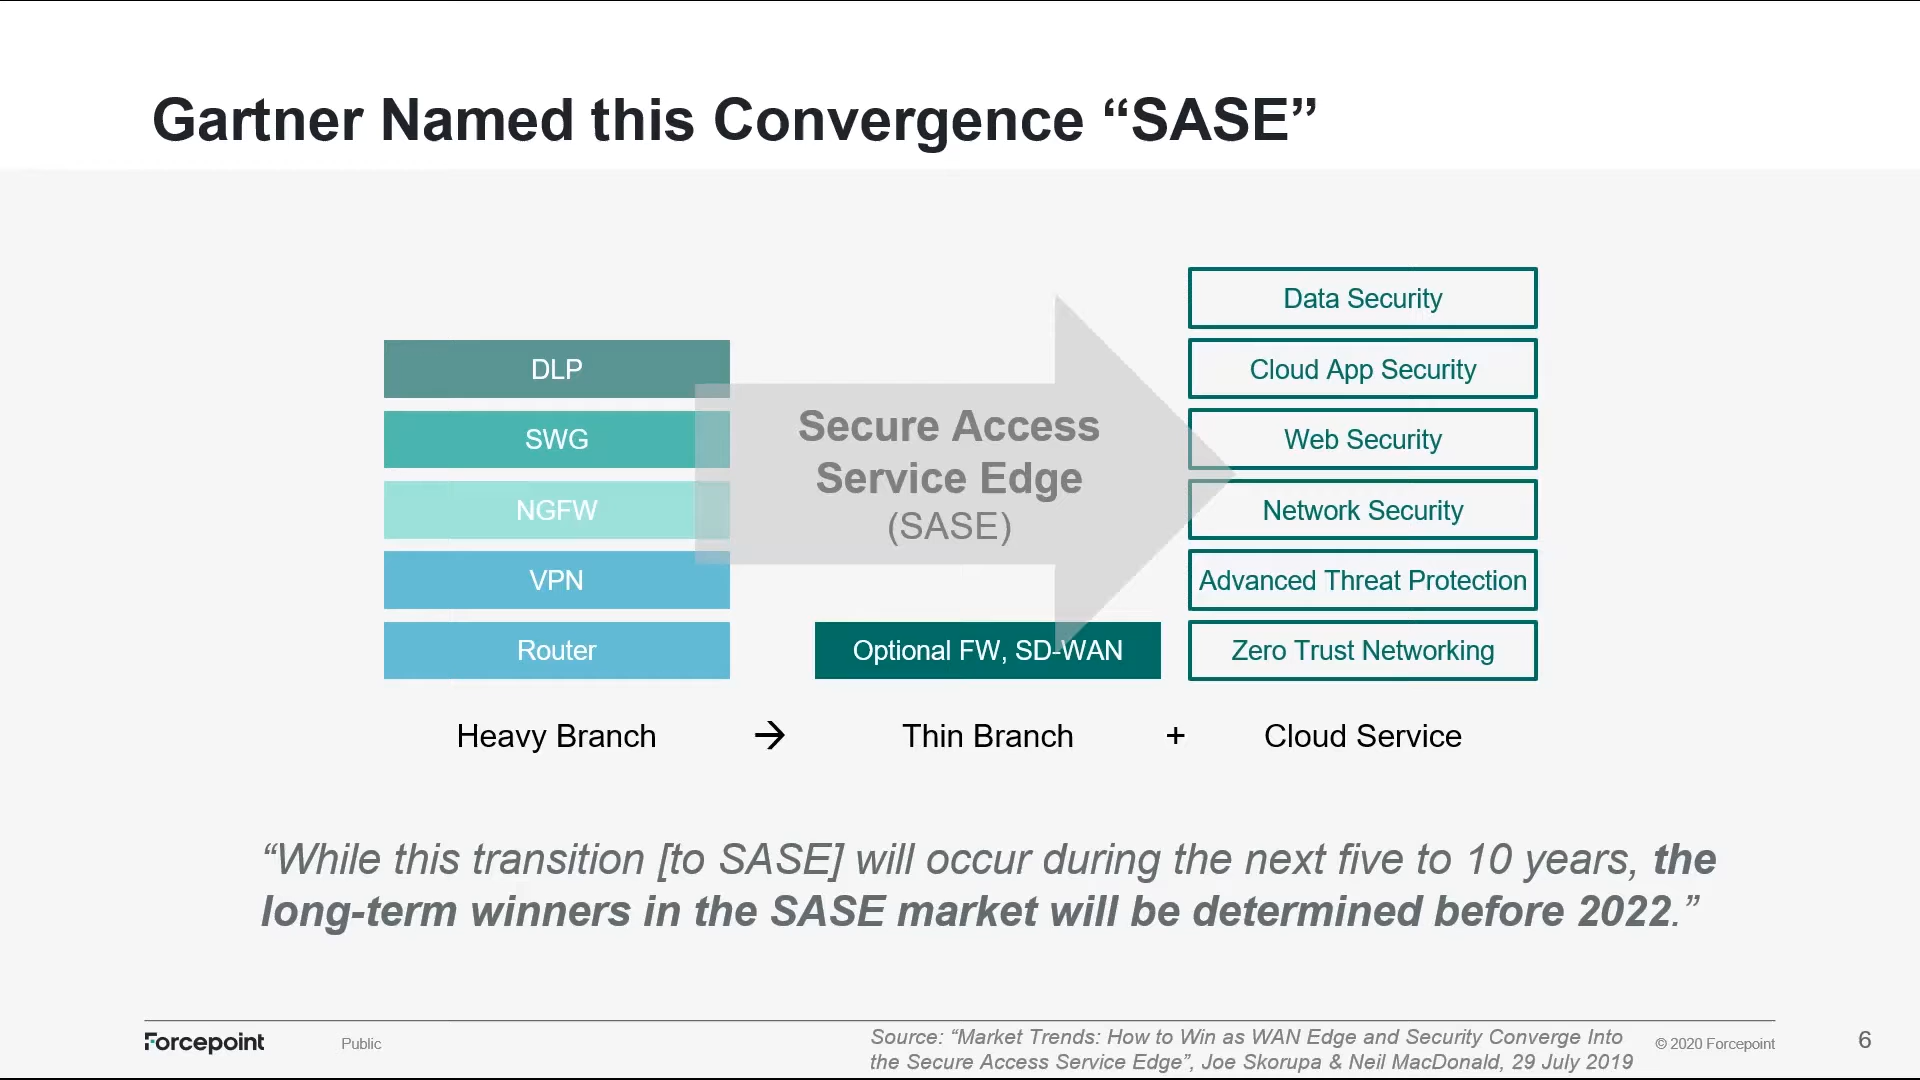 Gartner Named this Convergence “SASE”
DLP
SWG
NGFW
VPN
Router
Secure Access
Service Edge
(SASE)
Optional FW, SD-WAN
Data Security
Cloud App Security
Web Security
Network Security
Advanced Threat Protection
Zero Trust Networking
Heavy Branch → Thin Branch + Cloud Service
“While this transition [to SASE] will occur during the next five to 10 years, the
long-term winners in the SASE market will be determined before 2022.”
Forcepoint
Public
Source: “Market Trends: How to Win as WAN Edge and Security Converge Into
the Secure Access Service Edge”, Joe Skorupa & Neil MacDonald, 29 July 2019
© 2020 Forcepoint
6